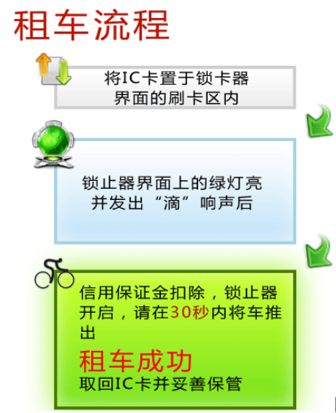 租车流程
将IC卡置于锁卡器
界面的刷卡区内
锁止器界面上的绿灯亮
并发出“滴”响声后
信用保证金扣除，锁止器
开启，请在30秒内将车推
出
租车成功
取回IC卡并妥善保管